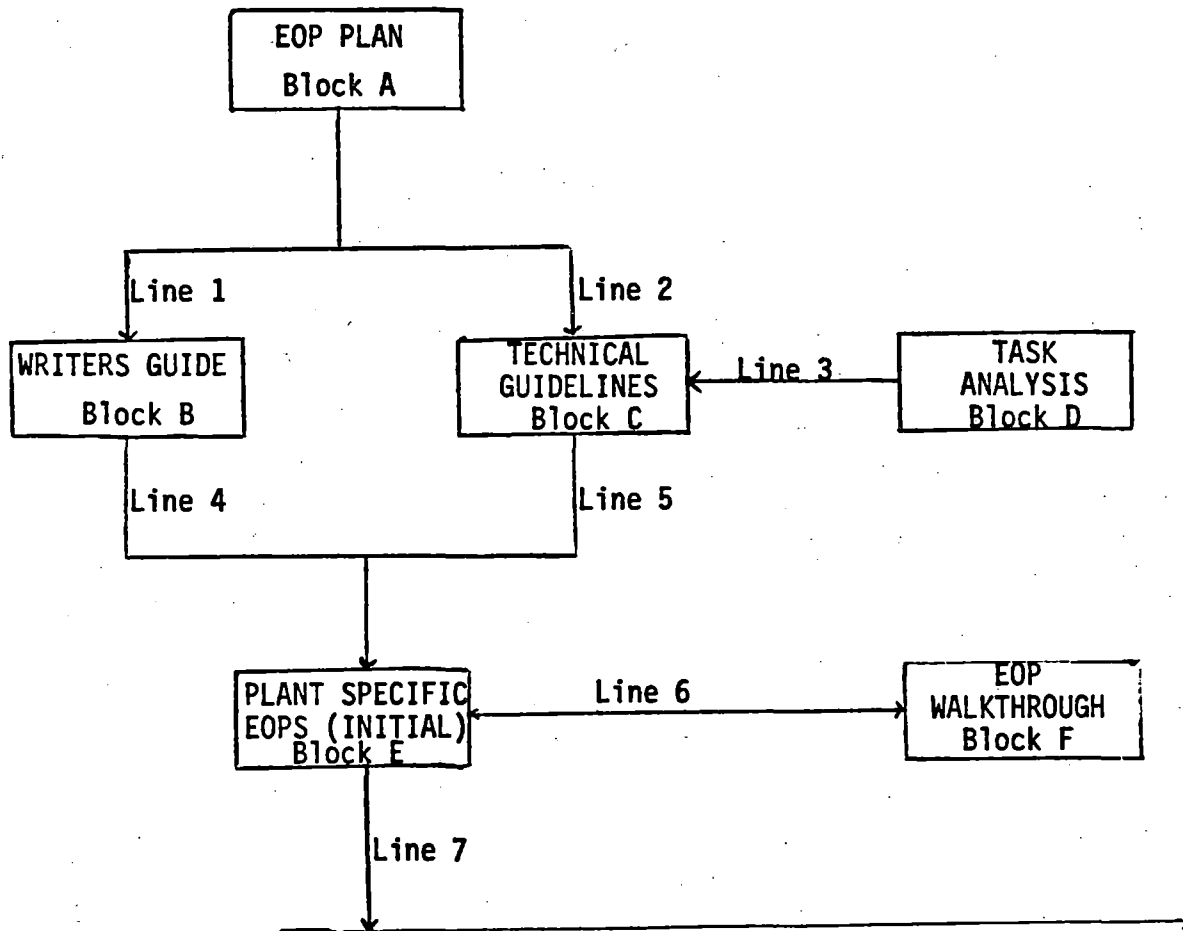 EOP PLAN
Block A
Line 1
Line 2
WRITERS GUIDE
Block B
TECHNICAL
GUIDELINES
Block C
Line 3
TASK
ANALYSIS
Block D
Line 4
Line 5
PLANT SPECIFIC
EOPS (INITIAL)
Block E
Line 6
EOP
WALKTHROUGH
Block F
Line 7